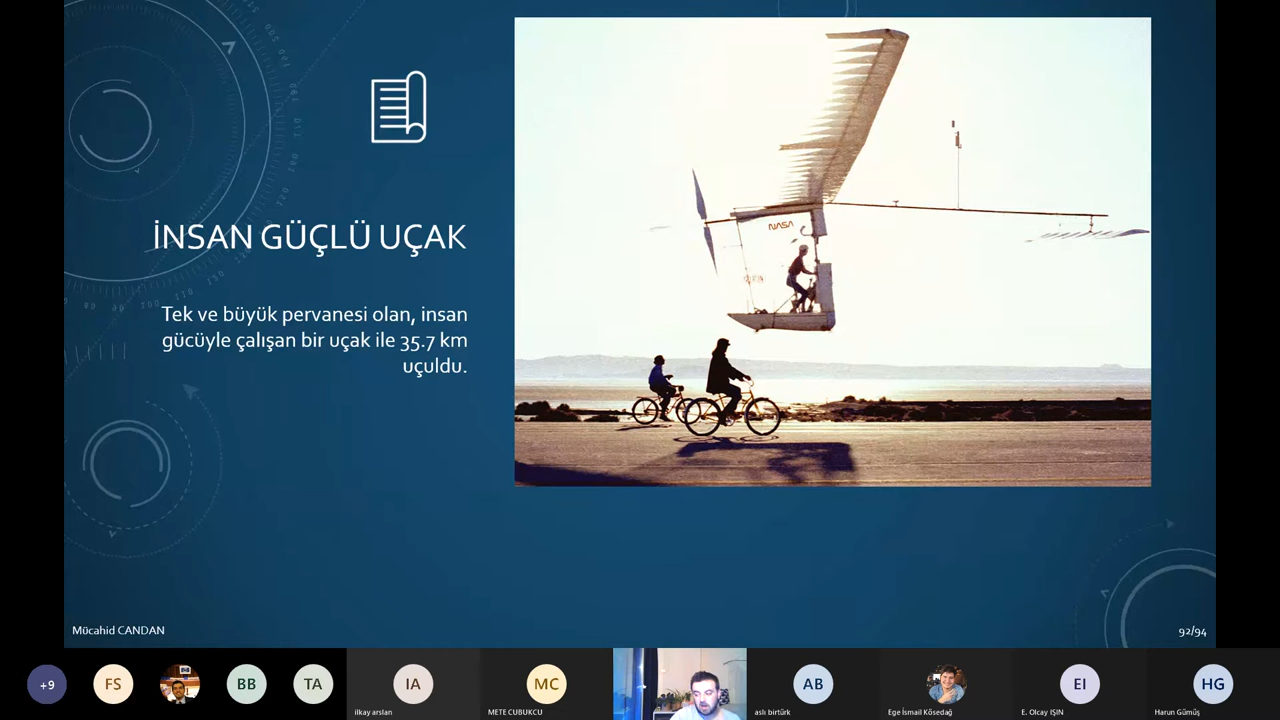 İNSAN GÜÇLÜ UÇAK
Tek ve büyük pervanesi olan, insan
gücüyle çalışan bir uçak ile 35.7 km
uçuldu.
NASA
Mücahid CANDAN
92/94
+9
FS
BB
TA
IA
ilkay arslan
MC
METE CUBUKCU
AB
aslı birtürk
Ege İsmail Kösedağ
EI
E. Olcay IŞIN
HG
Harun Gümüş